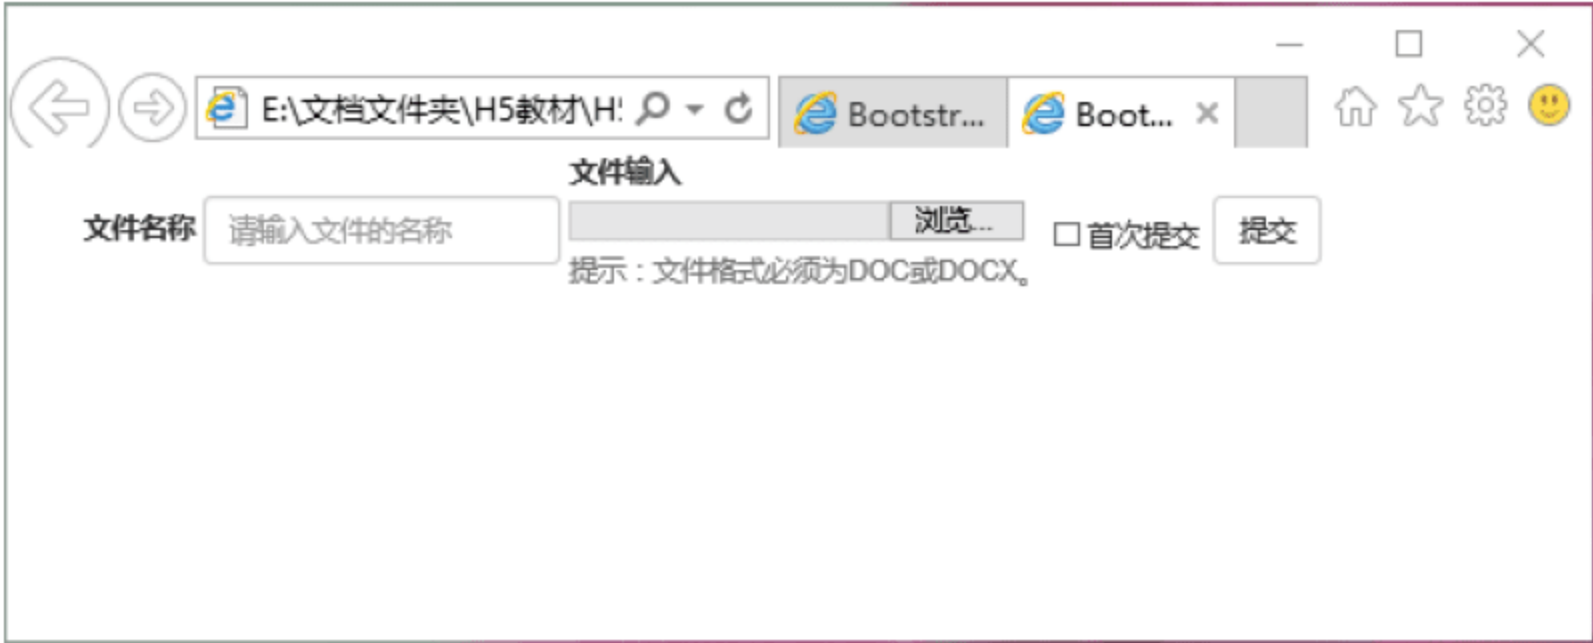 E:\文档文件夹\H5教材\H
Bootstr...
Boot...
文件输入
文件名称
请输入文件的名称
浏览...
首次提交
提交
提示：文件格式必须为DOC或DOCX。